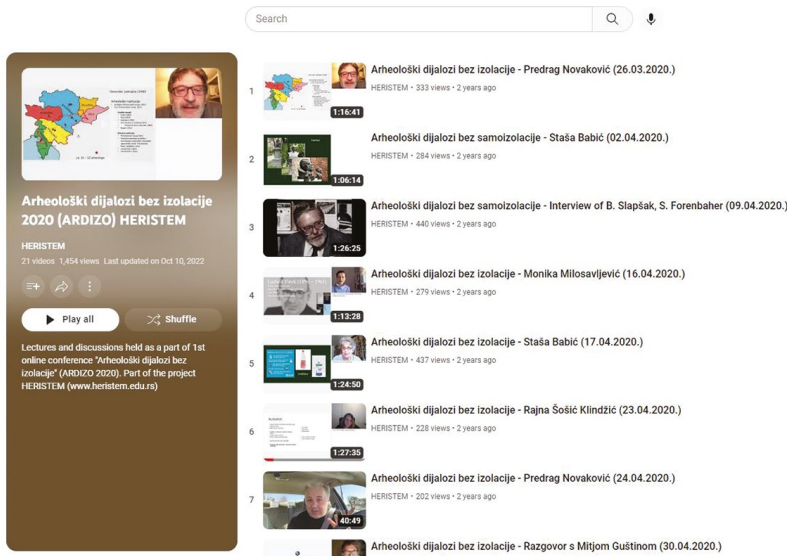 Search
Arheološki dijalozi bez izolacije
2020 (ARDIZO) HERISTEM
HERISTEM
21 videos 1,454 views Last updated on Oct 10, 2022
Play all
Shuffle
Lectures and discussions held as a part of 1st
online conference "Arheološki dijalozi bez
izolacije" (ARDIZO 2020). Part of the project
HERISTEM (www.heristem.edu.rs)
1
1:16:41
Arheološki dijalozi bez izolacije - Predrag Novaković (26.03.2020.)
HERISTEM • 333 views • 2 years ago
2
1:06:14
Arheološki dijalozi bez samoizolacije - Staša Babić (02.04.2020.)
HERISTEM • 284 views • 2 years ago
3
1:26:25
Arheološki dijalozi bez samoizolacije - Interview of B. Slapšak, S. Forenbaher (09.04.2020.)
HERISTEM • 440 views • 2 years ago
4
1:13:28
Arheološki dijalozi bez izolacije - Monika Milosavljević (16.04.2020.)
HERISTEM • 279 views • 2 years ago
5
1:24:50
Arheološki dijalozi bez izolacije - Staša Babić (17.04.2020.)
HERISTEM • 437 views • 2 years ago
6
1:27:35
Arheološki dijalozi bez izolacije - Rajna Šošić Klindžić (23.04.2020.)
HERISTEM • 228 views • 2 years ago
7
40:49
Arheološki dijalozi bez izolacije - Predrag Novaković (24.04.2020.)
HERISTEM • 202 views • 2 years ago
Arheološki dijalozi bez izolacije - Razgovor s Mitjom Guštinom (30.04.2020.)